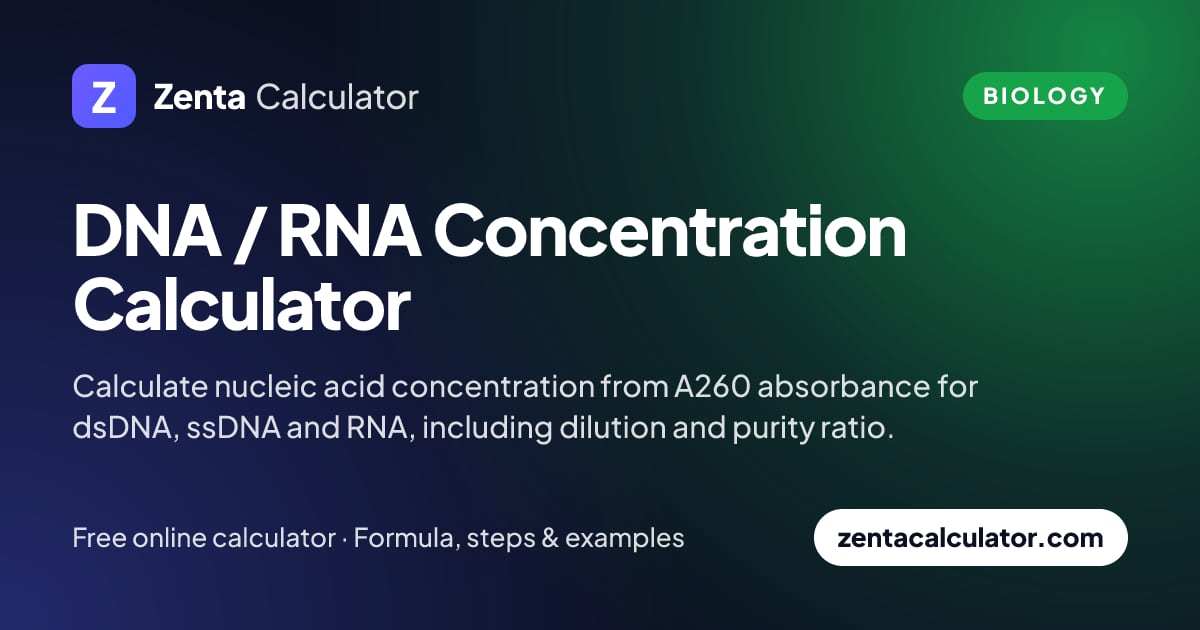 Z
Zenta Calculator
BIOLOGY
DNA / RNA Concentration
Calculator
Calculate nucleic acid concentration from A260 absorbance for
dsDNA, ssDNA and RNA, including dilution and purity ratio.
Free online calculator · Formula, steps & examples
zentacalculator.com